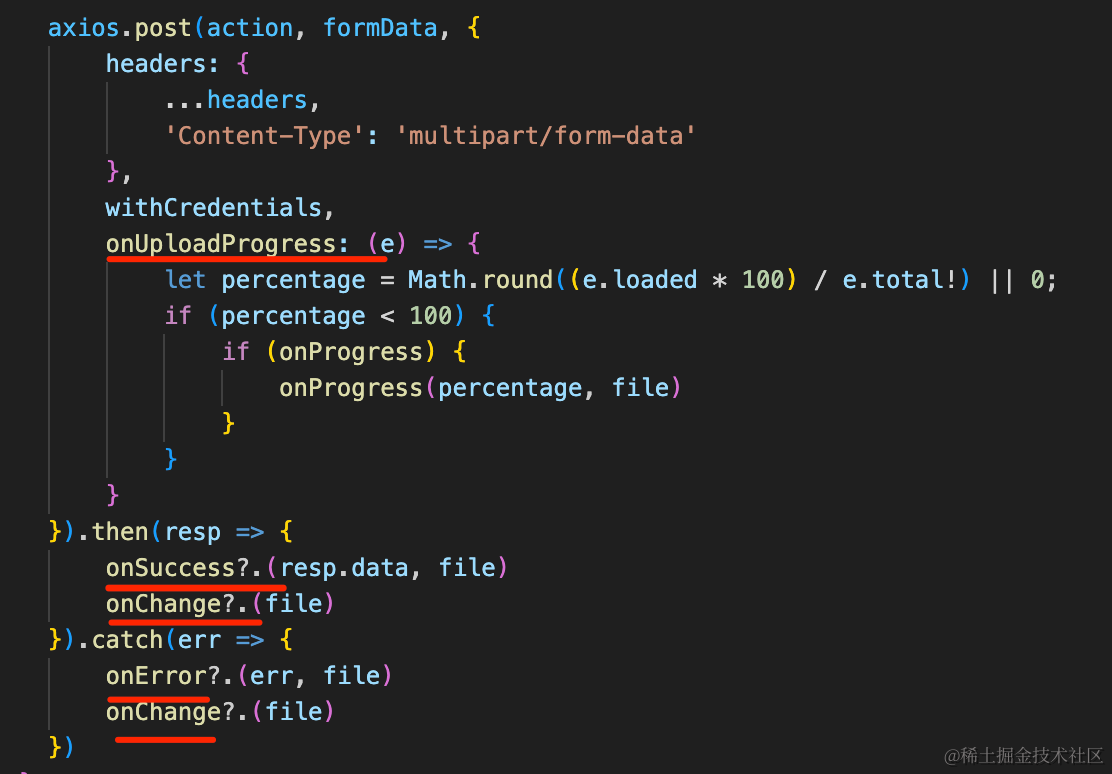 axios.post(action, formData, {
headers: {
...headers,
'Content-Type': 'multipart/form-data'
},
withCredentials,
onUploadProgress: (e) => {
let percentage = Math.round((e.loaded * 100) / e.total!) || 0;
if (percentage < 100) {
if (onProgress) {
onProgress(percentage, file)
}
}
}
}).then(resp => {
onSuccess?.(resp.data, file)
onChange?.(file)
}).catch(err => {
onError?.(err, file)
onChange?.(file)
})
@稀土掘金技术社区